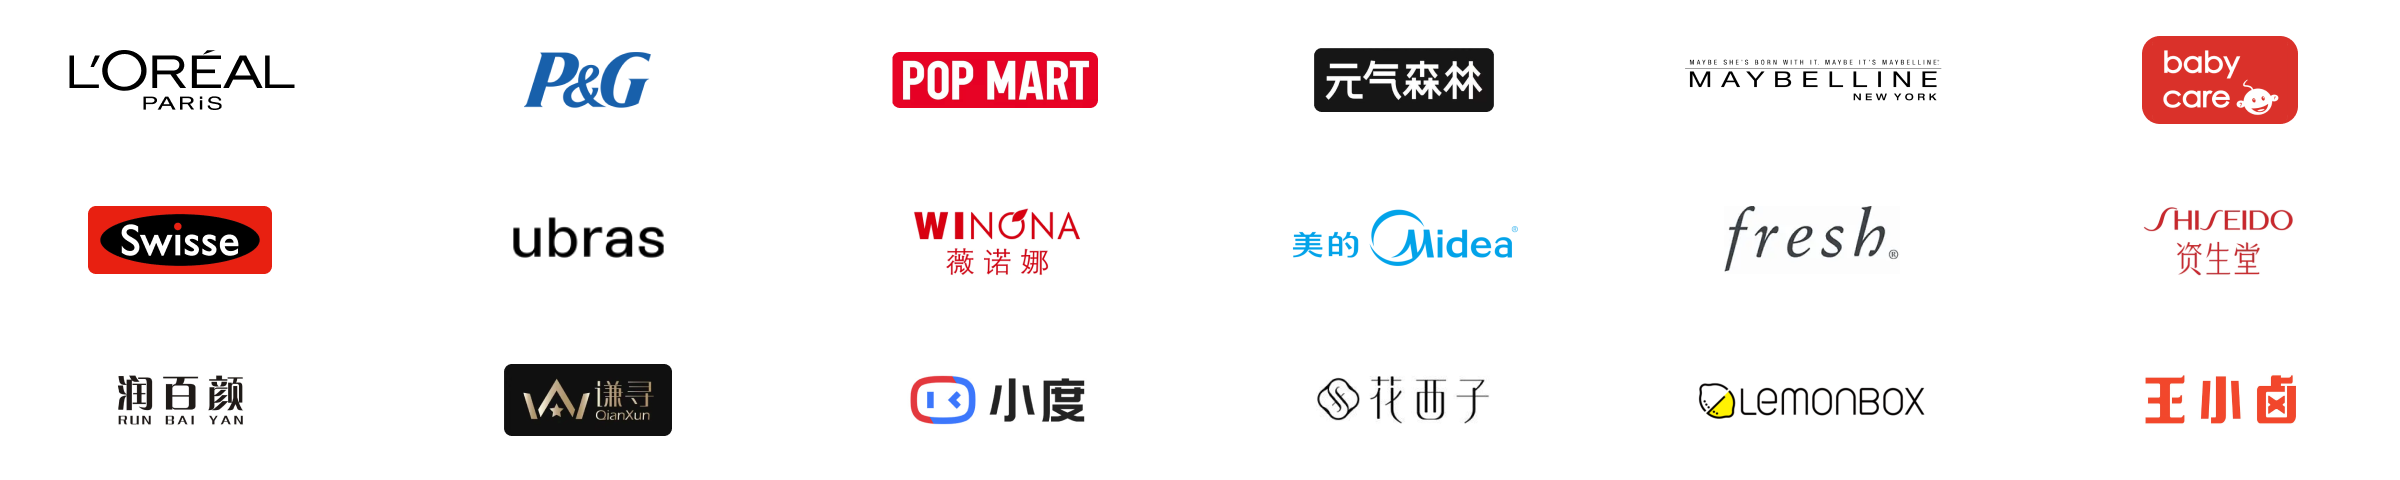 L'ORÉAL
PARiS
P&G
POP MART
元气森林
MAYBE SHE'S BORN WITH IT. MAYBE IT'S MAYBELLINE®
MAYBELLINE
NEW YORK
baby
care
Swisse
ubras
WINONA
薇诺娜
美的 Midea®
fresh®
SHISEIDO
资生堂
润百颜
RUN BAI YAN
谦寻
QianXun
小度
花西子
LEMONBOX
王小卤